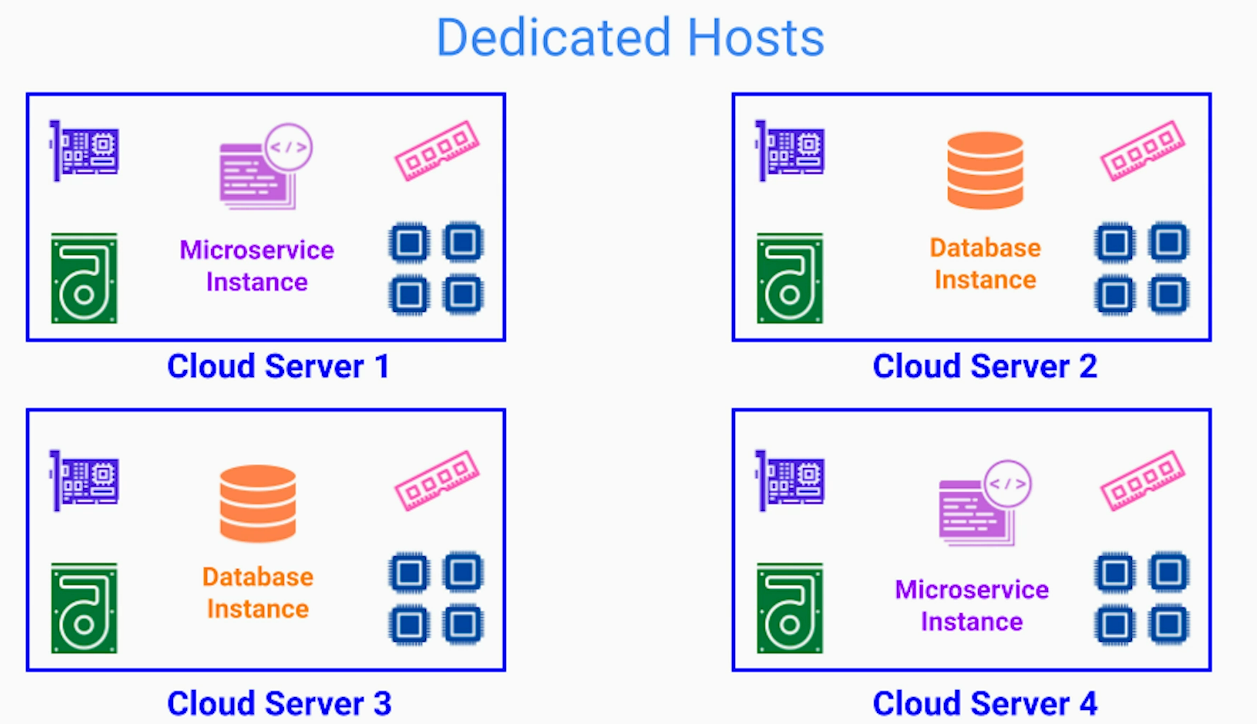 Dedicated Hosts
</>
Microservice
Instance
Cloud Server 1
Database
Instance
Cloud Server 2
Database
Instance
Cloud Server 3
</>
Microservice
Instance
Cloud Server 4